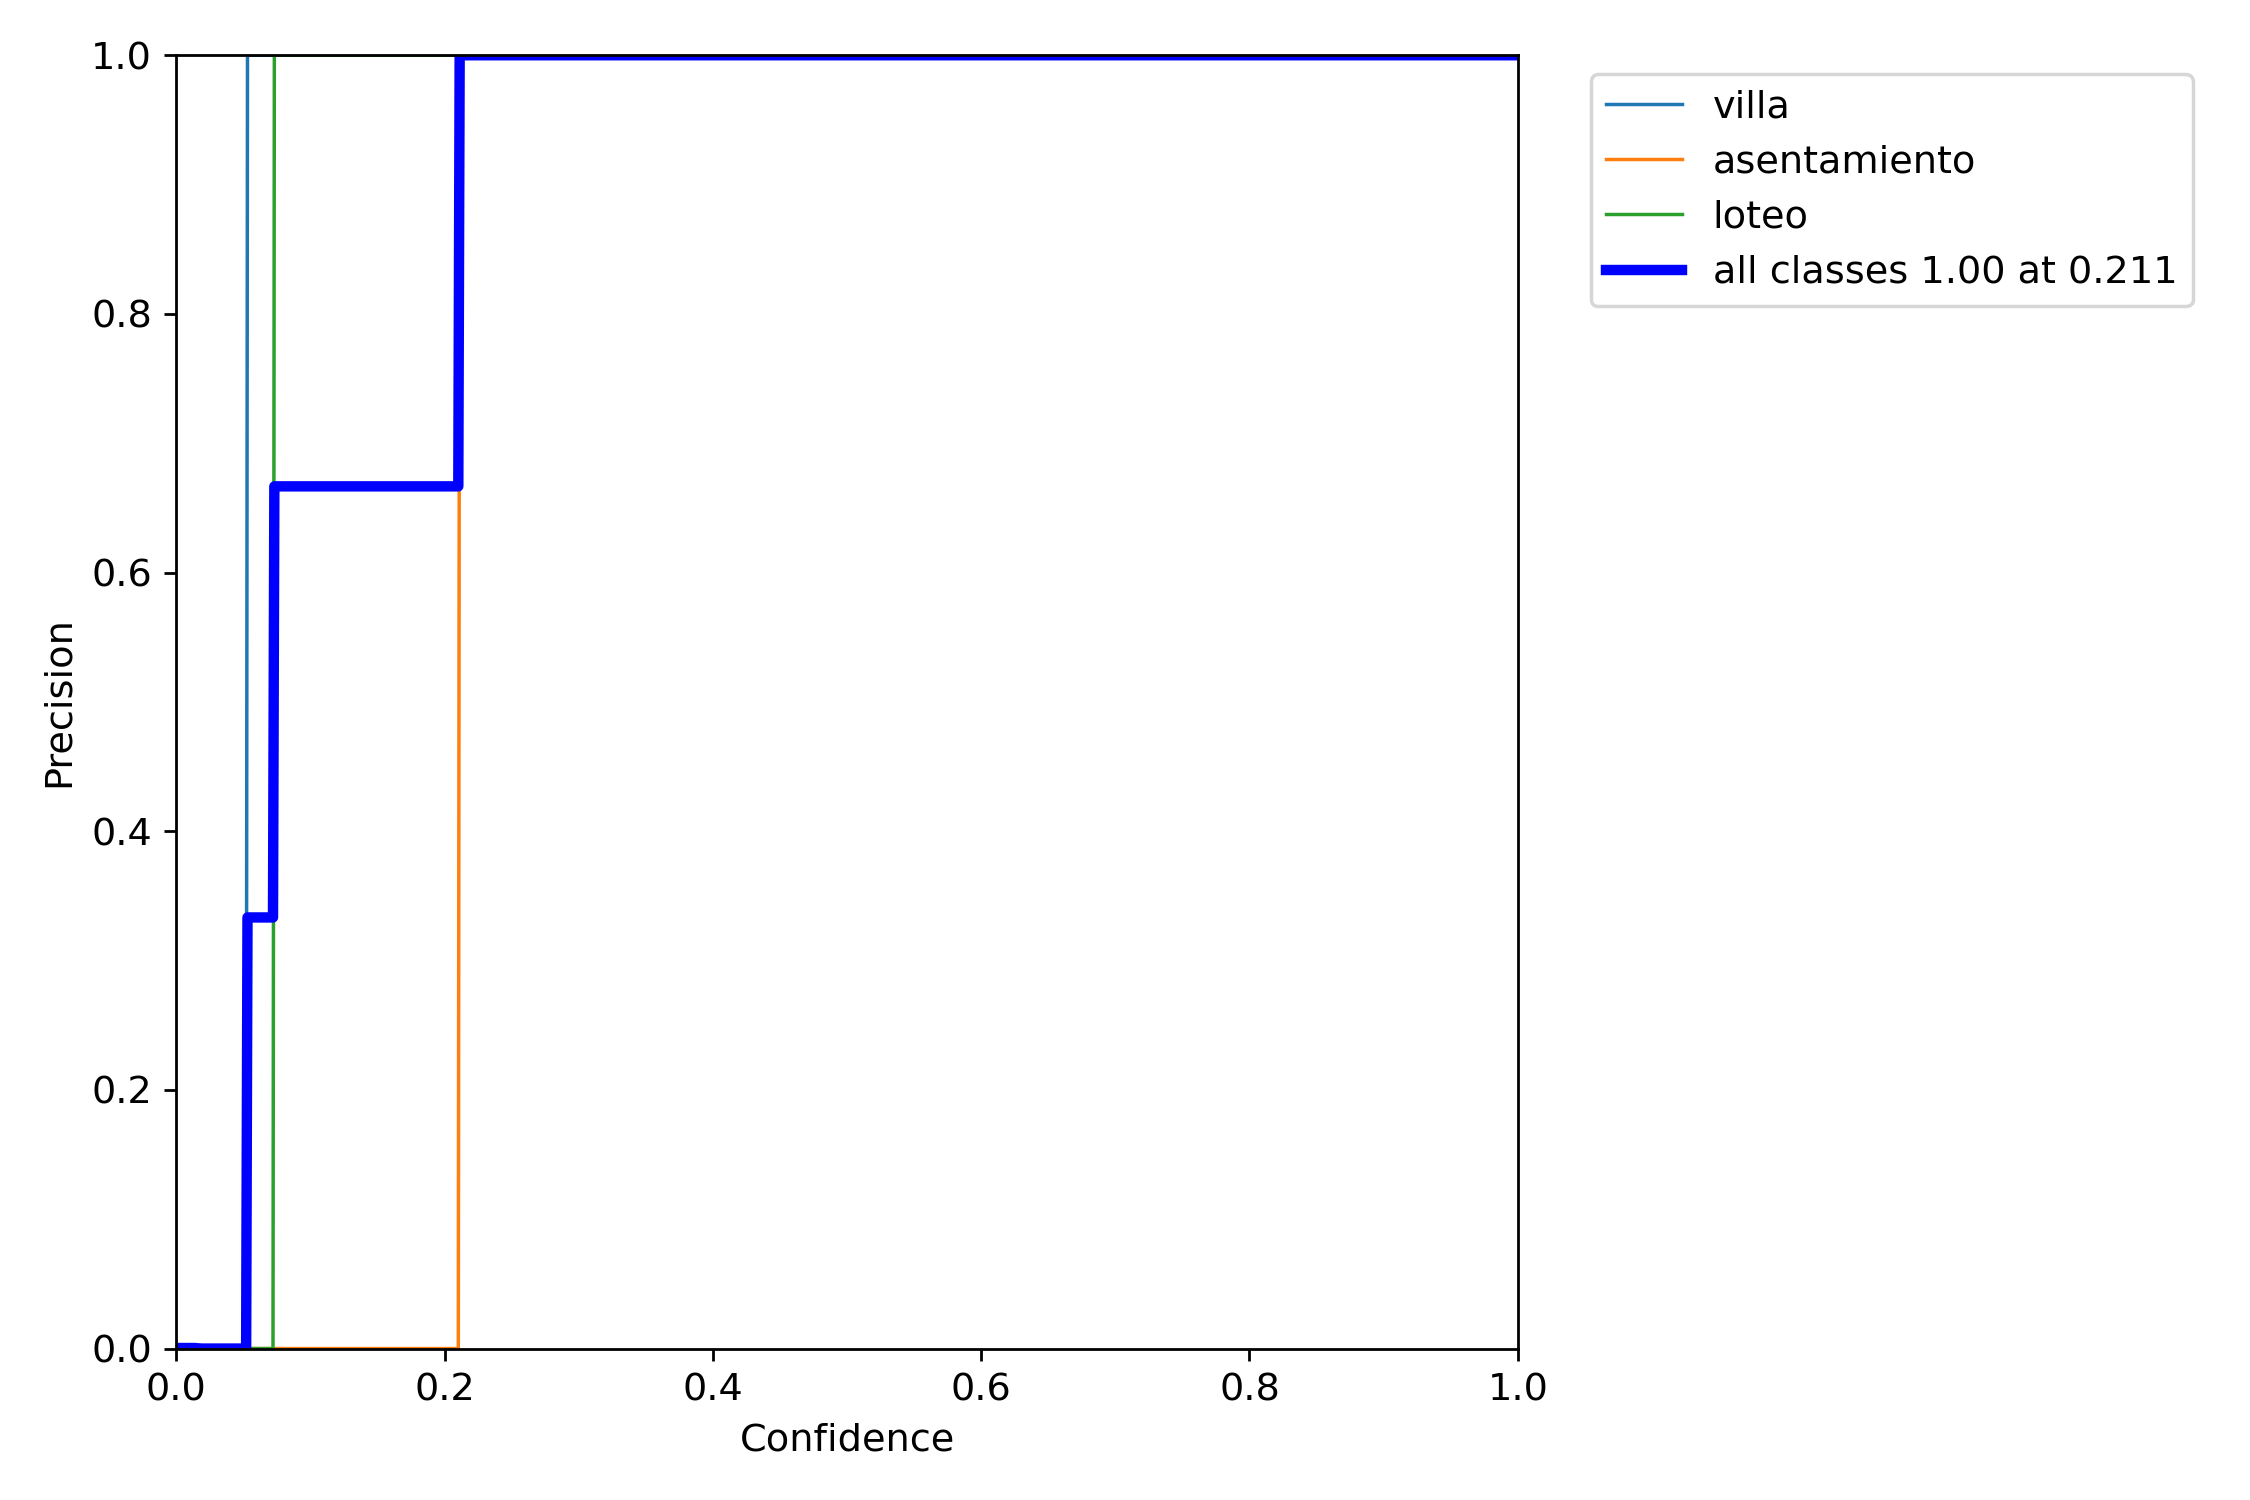 1.0
0.8
0.6
0.4
0.2
0.0
Precision
0.0 0.2 0.4 0.6 0.8 1.0
Confidence
villa
asentamiento
loteo
all classes 1.00 at 0.211